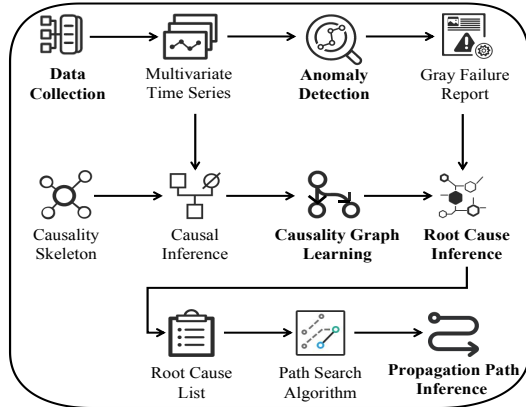 Data
Collection
Multivariate
Time Series
Anomaly
Detection
Gray Failure
Report
Causality
Skeleton
Causal
Inference
Causality Graph
Learning
Root Cause
Inference
Root Cause
List
Path Search
Algorithm
Propagation Path
Inference